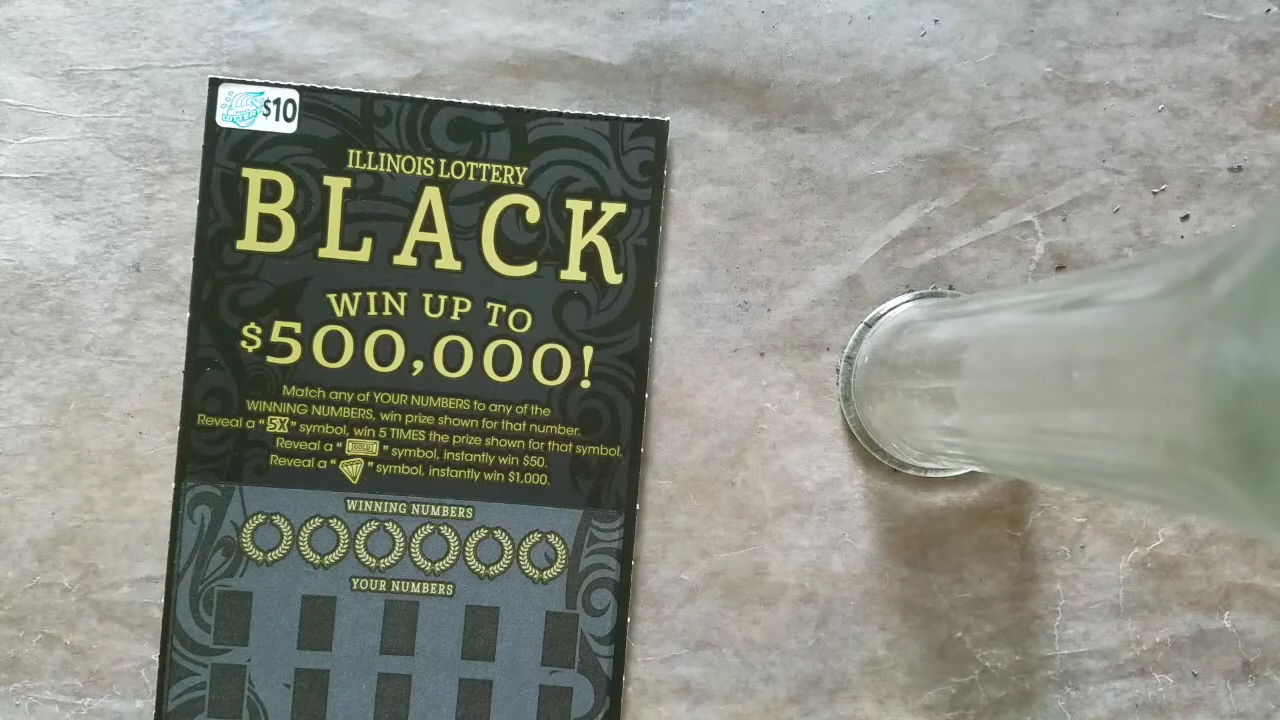 LOTTERY $10
ILLINOIS LOTTERY
BLACK
WIN UP TO
$500,000!
Match any of YOUR NUMBERS to any of the
WINNING NUMBERS, win prize shown for that number.
Reveal a "5X" symbol, win 5 TIMES the prize shown for that symbol.
Reveal a "GOLD" symbol, instantly win $50.
Reveal a " " symbol, instantly win $1,000.
WINNING NUMBERS
YOUR NUMBERS